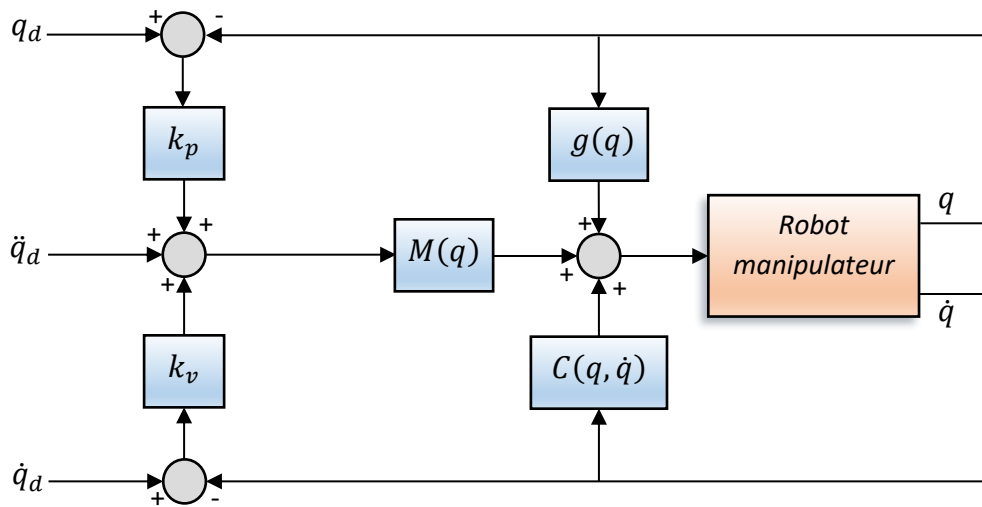 q_d
+
-
k_p
g(q)
+
+
+
q
q̈_d
+
+
M(q)
+
+
Robot
manipulateur
q̇
k_v
C(q, q̇)
q̇_d
+
-